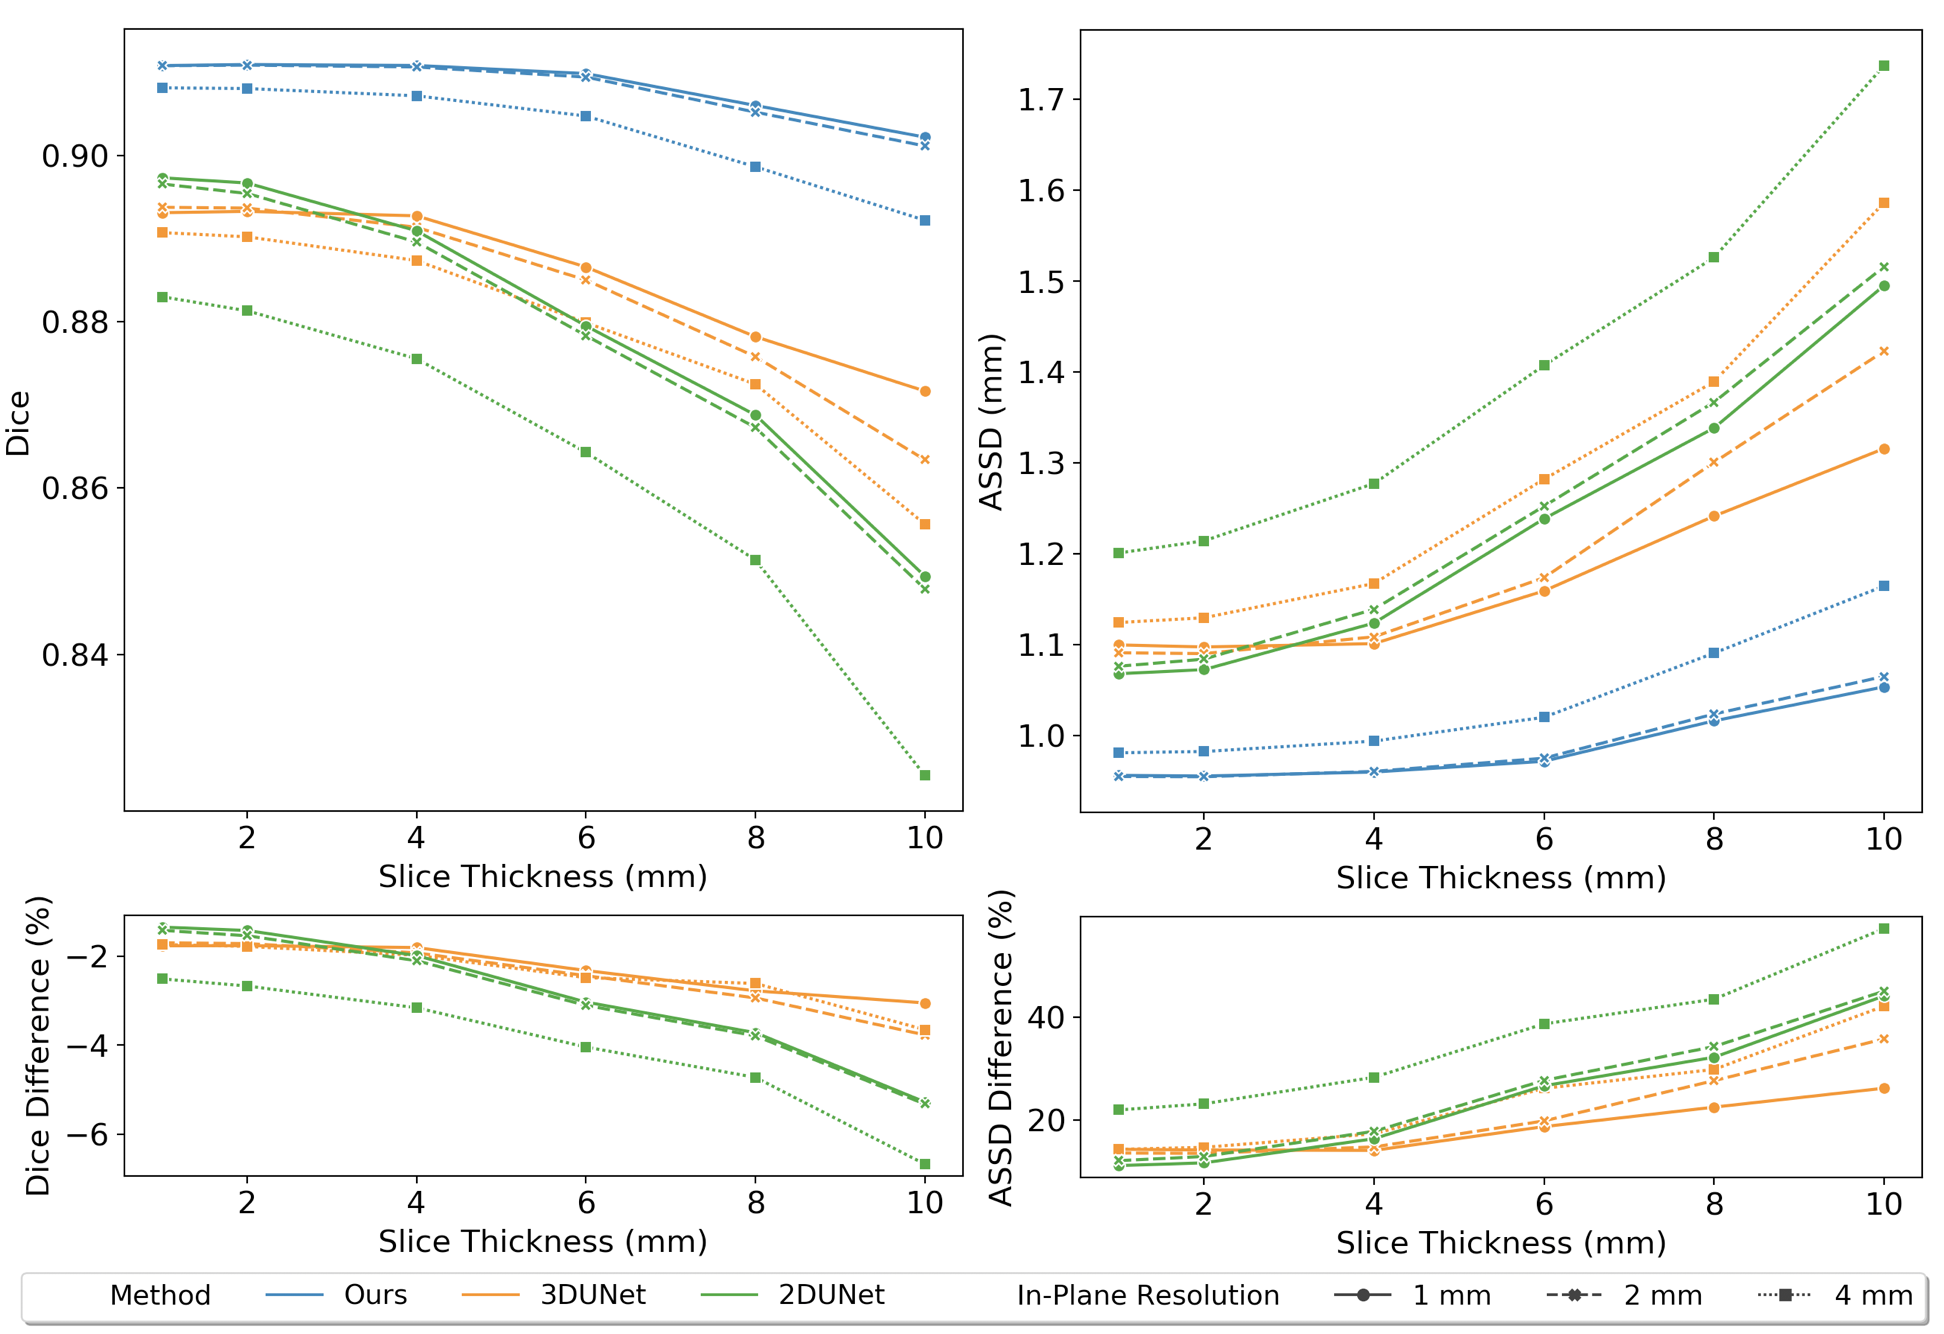 0.90
0.88
0.86
0.84
Dice
2 4 6 8 10
Slice Thickness (mm)
1.7
1.6
1.5
1.4
1.3
1.2
1.1
1.0
ASSD (mm)
2 4 6 8 10
Slice Thickness (mm)
−2
−4
−6
Dice Difference (%)
2 4 6 8 10
Slice Thickness (mm)
40
20
ASSD Difference (%)
2 4 6 8 10
Slice Thickness (mm)
Method Ours 3DUNet 2DUNet In-Plane Resolution 1 mm 2 mm 4 mm